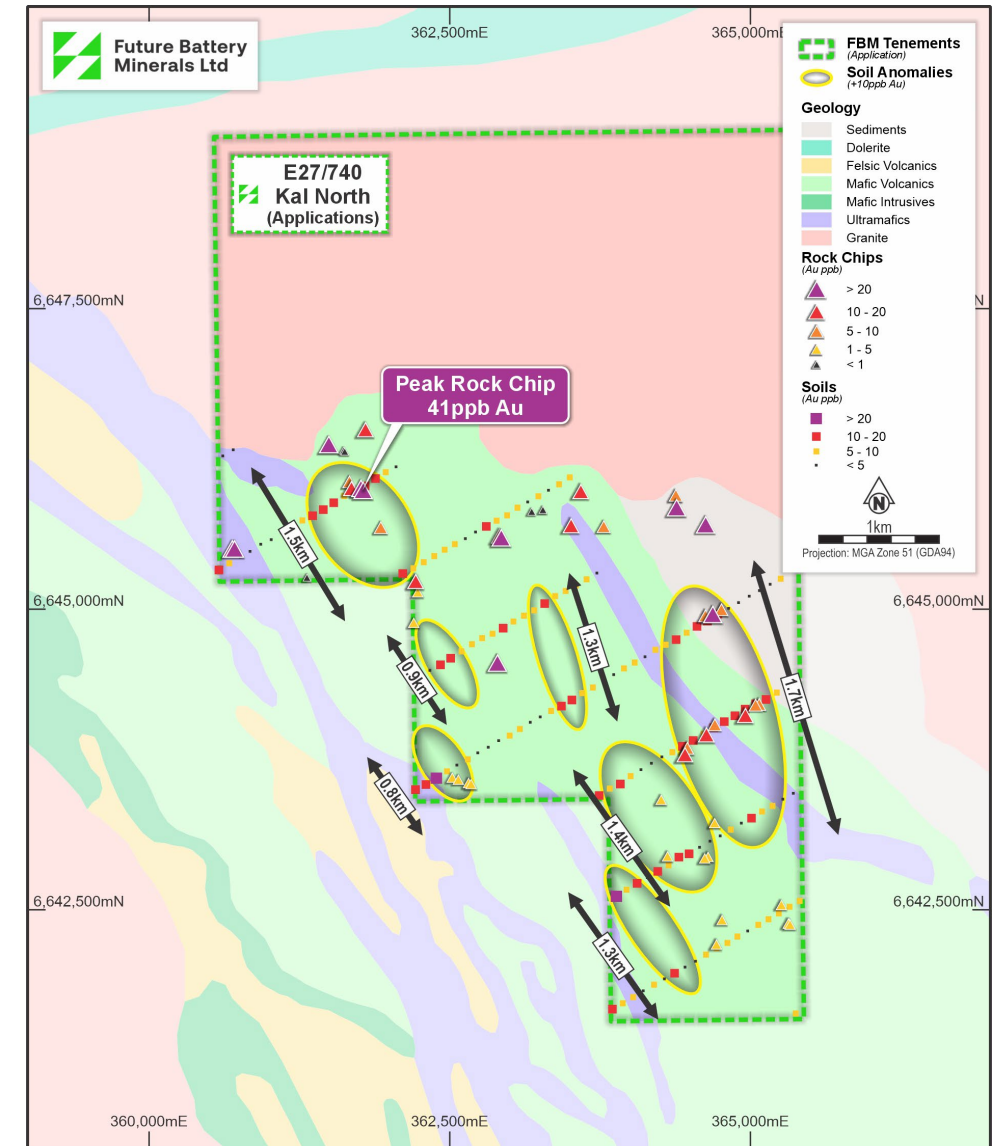 Future Battery
Minerals Ltd
362,500mE
365,000mE
FBM Tenements
(Application)
Soil Anomalies
(+10ppb Au)
Geology
Sediments
Dolerite
Felsic Volcanics
Mafic Volcanics
Mafic Intrusives
Ultramafics
Granite
Rock Chips
(Au ppb)
> 20
10 - 20
5 - 10
1 - 5
< 1
Soils
(Au ppb)
> 20
10 - 20
5 - 10
< 5
N
1km
Projection: MGA Zone 51 (GDA94)
E27/740
Kal North
(Applications)
6,647,500mN
N
Peak Rock Chip
41ppb Au
1.5km
6,645,000mN
6,645,000mN
0.9km
1.3km
1.7km
0.8km
1.4km
1.3km
6,642,500mN
6,642,500mN
360,000mE
362,500mE
365,000mE